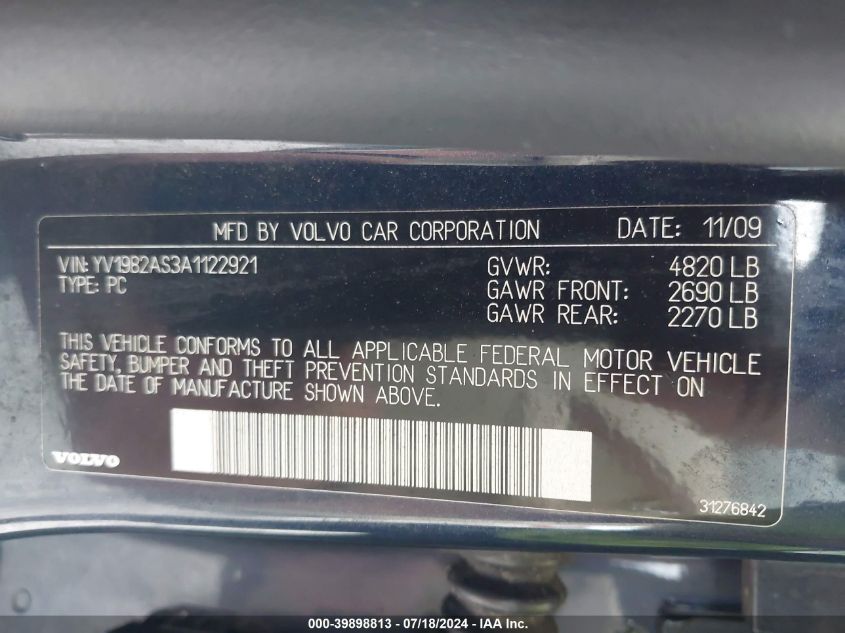 MFD BY VOLVO CAR CORPORATION DATE: 11/09
VIN: YV1982AS3A1122921
TYPE: PC
GVWR: 4820 LB
GAWR FRONT: 2690 LB
GAWR REAR: 2270 LB
THIS VEHICLE CONFORMS TO ALL APPLICABLE FEDERAL MOTOR VEHICLE
SAFETY, BUMPER AND THEFT PREVENTION STANDARDS IN EFFECT ON
THE DATE OF MANUFACTURE SHOWN ABOVE.
VOLVO
31276842
000-39898813 - 07/18/2024 - IAA Inc.